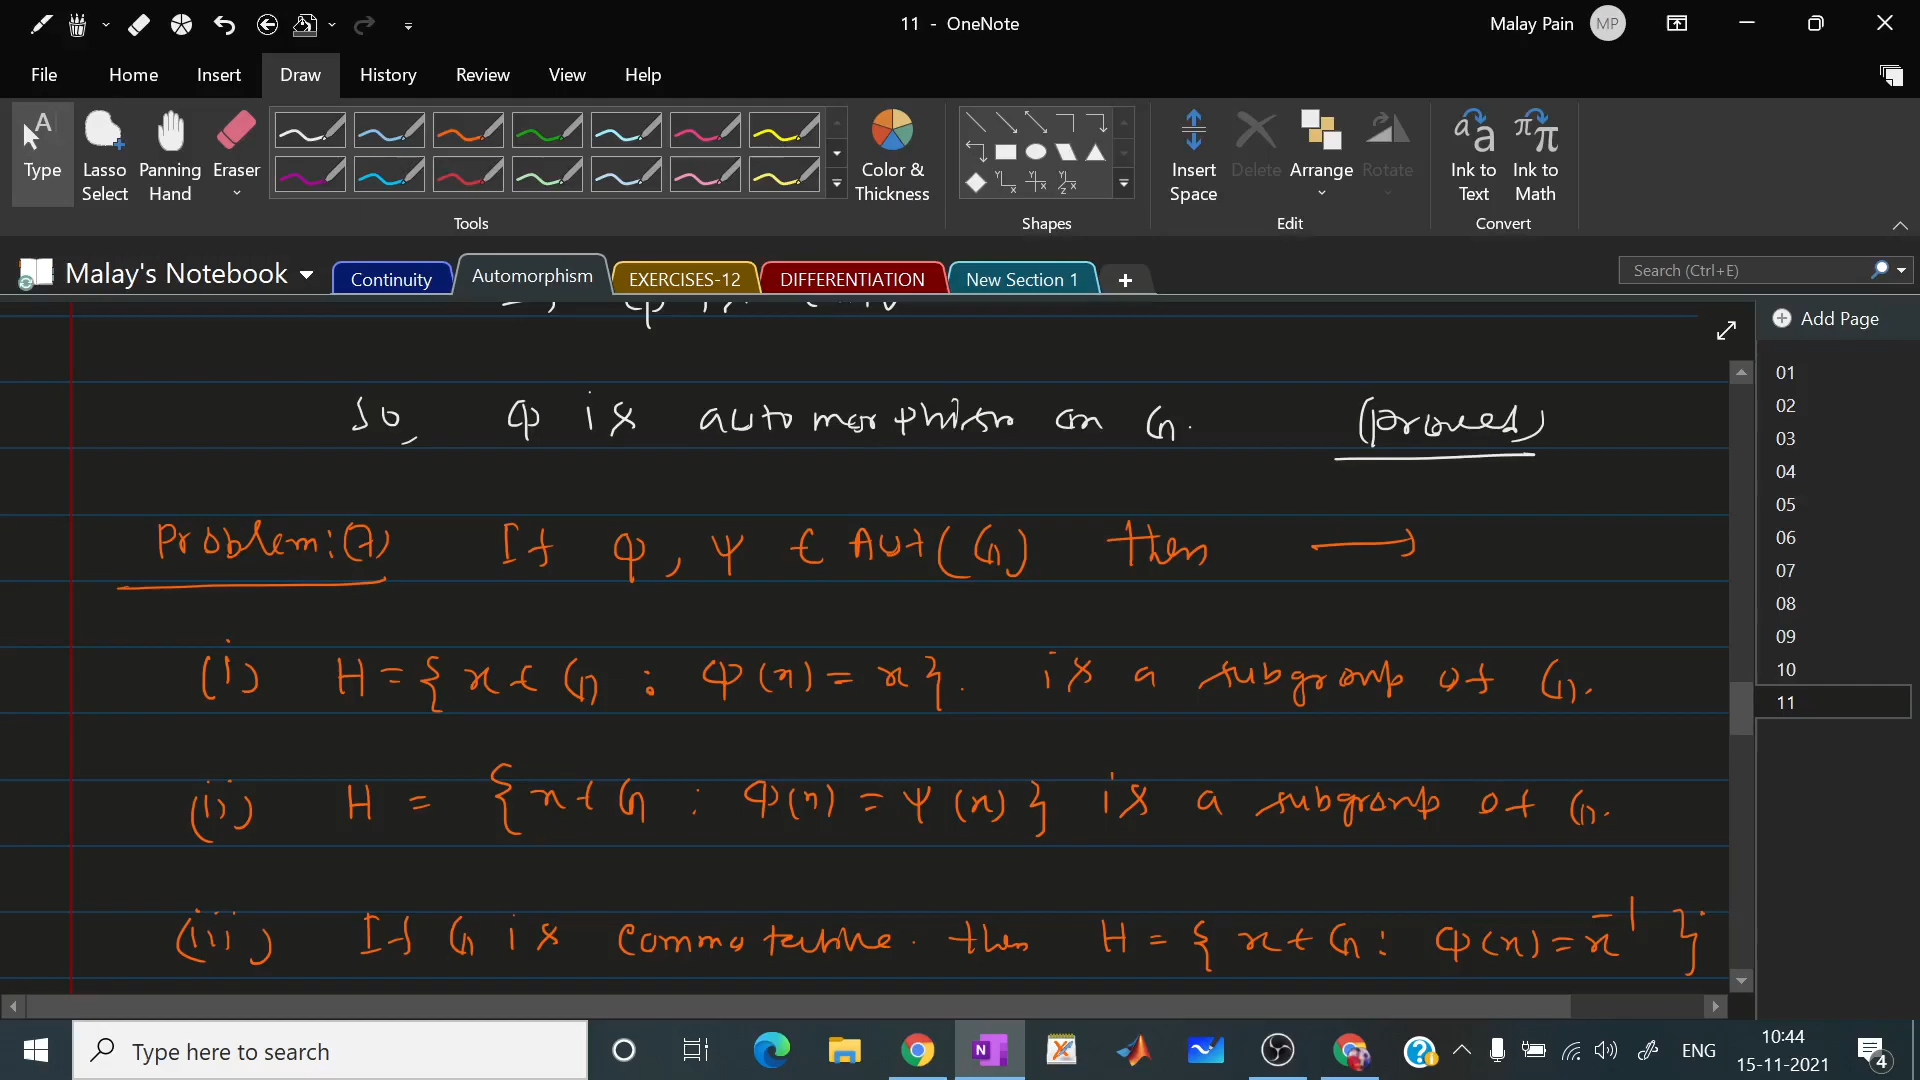 11 - OneNote
Malay Pain MP
File Home Insert Draw History Review View Help
Type
Lasso Select
Panning Hand
Eraser
Color & Thickness
Insert Space
Delete
Arrange
Rotate
Ink to Text
Ink to Math
Tools
Shapes
Edit
Convert
Malay's Notebook
Continuity
Automorphism
EXERCISES-12
DIFFERENTIATION
New Section 1
+
Search (Ctrl+E)
Add Page
01
02
03
04
05
06
07
08
09
10
11
So, φ is automorphism on G. (proved)
Problem:(7) If φ, ψ ∈ Aut(G) then →
(i) H = { x ∈ G : φ(x) = x }. is a subgroup of G.
(ii) H = { x ∈ G : φ(x) = ψ(x) } is a subgroup of G.
(iii) If G is commutative. then H = { x ∈ G : φ(x) = x⁻¹ }
Type here to search
ENG
10:44
15-11-2021
4